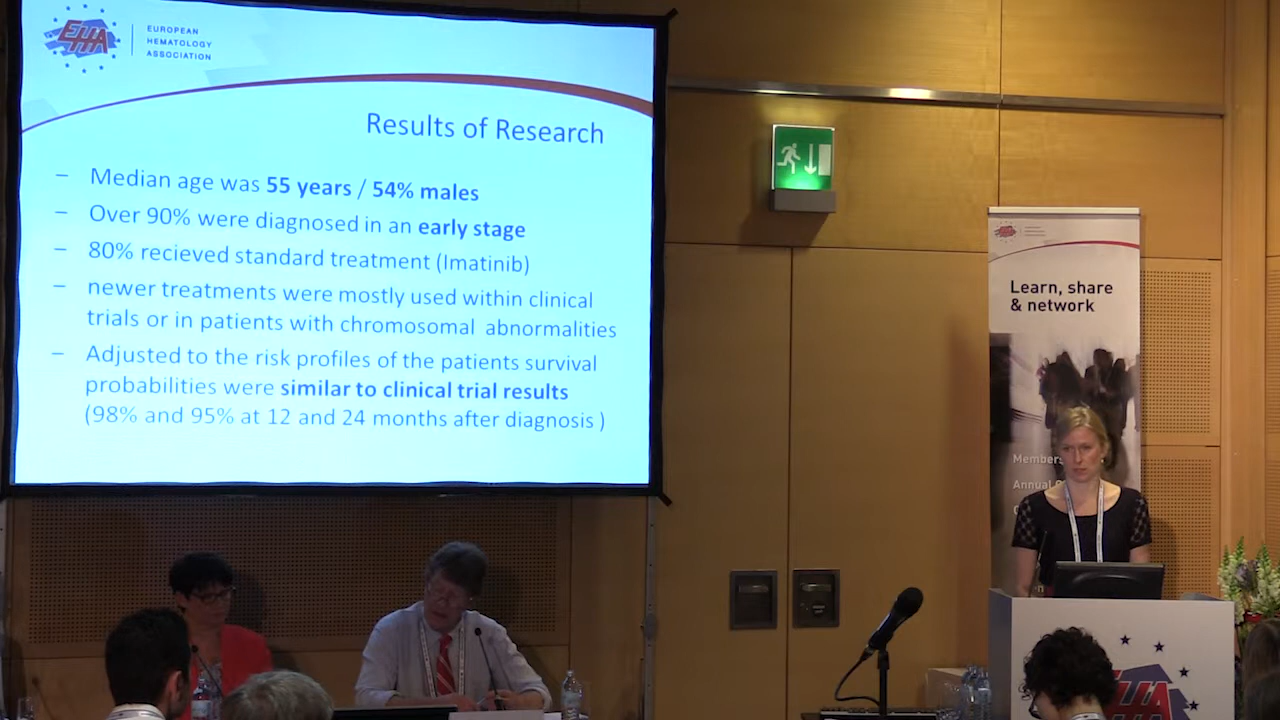 EHA
EUROPEAN
HEMATOLOGY
ASSOCIATION
Results of Research
– Median age was 55 years / 54% males
– Over 90% were diagnosed in an early stage
– 80% recieved standard treatment (Imatinib)
– newer treatments were mostly used within clinical
trials or in patients with chromosomal abnormalities
– Adjusted to the risk profiles of the patients survival
probabilities were similar to clinical trial results
(98% and 95% at 12 and 24 months after diagnosis )
Learn, share
& network
Annual
EHA